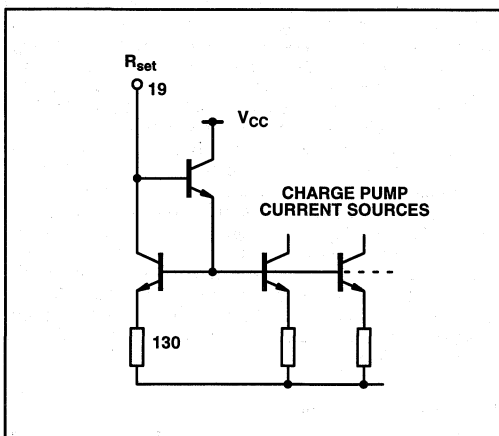 Rset
19
VCC
CHARGE PUMP
CURRENT SOURCES
130